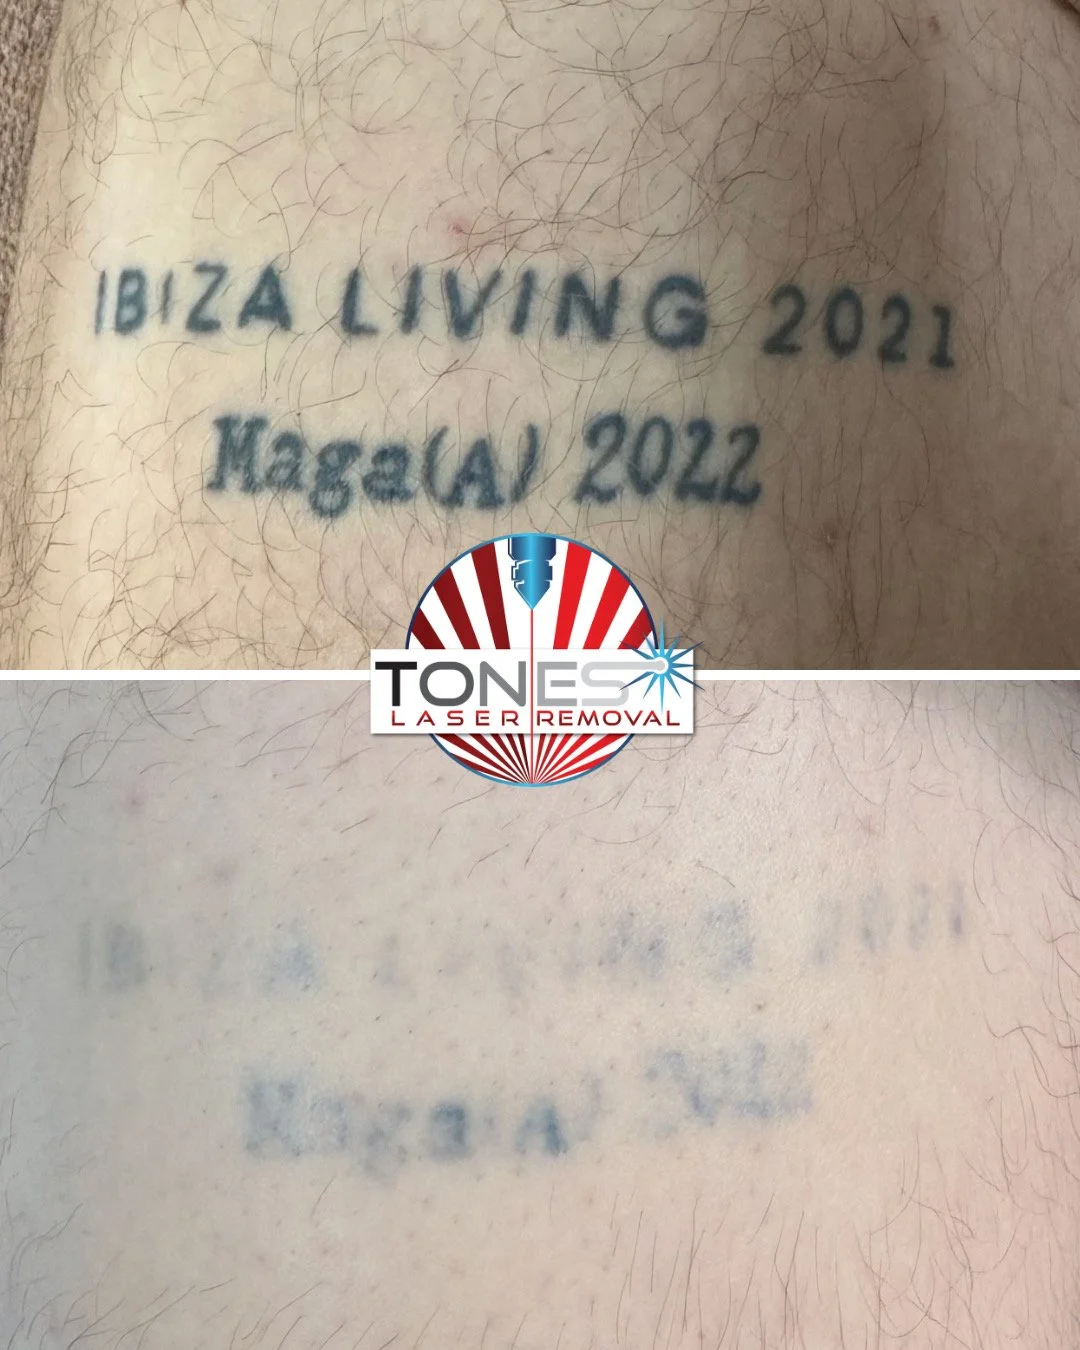 IBIZA LIVING 2021
Maga(A) 2022
TONES
LASER REMOVAL